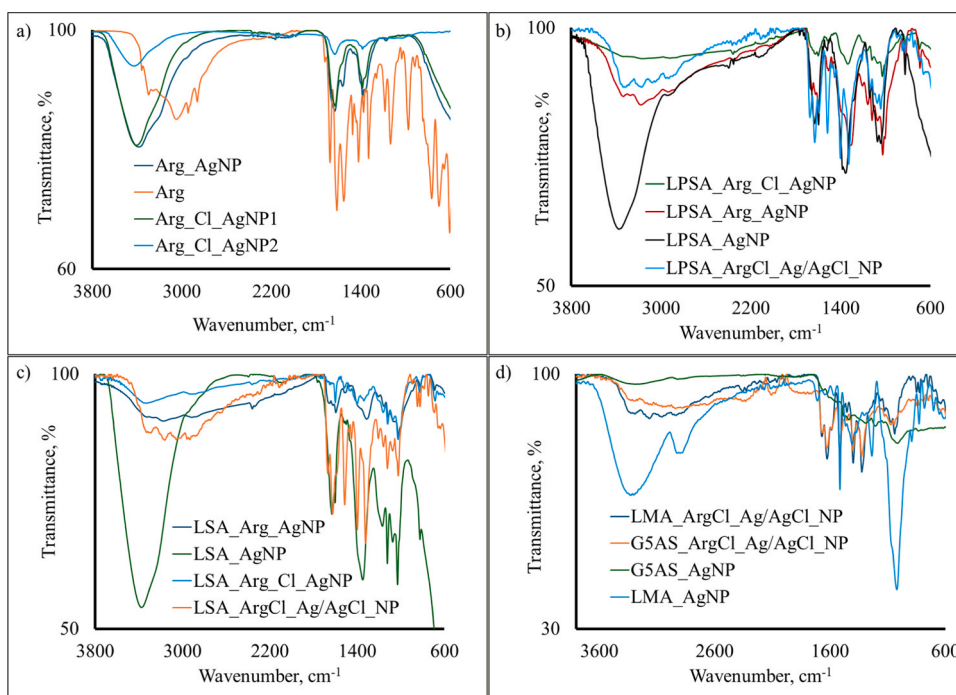 a)
100
Transmittance, %
Arg_AgNP
Arg
Arg_Cl_AgNP1
Arg_Cl_AgNP2
60
3800 3000 2200 1400 600
Wavenumber, cm-1
b)
100
Transmittance, %
LPSA_Arg_Cl_AgNP
LPSA_Arg_AgNP
LPSA_AgNP
LPSA_ArgCl_Ag/AgCl_NP
50
3800 3000 2200 1400 600
Wavenumber, cm-1
c)
100
Transmittance, %
LSA_Arg_AgNP
LSA_AgNP
LSA_Arg_Cl_AgNP
LSA_ArgCl_Ag/AgCl_NP
50
3800 3000 2200 1400 600
Wavenumber, cm-1
d)
100
Transmittance, %
LMA_ArgCl_Ag/AgCl_NP
G5AS_ArgCl_Ag/AgCl_NP
G5AS_AgNP
LMA_AgNP
30
3600 2600 1600 600
Wavenumber, cm-1